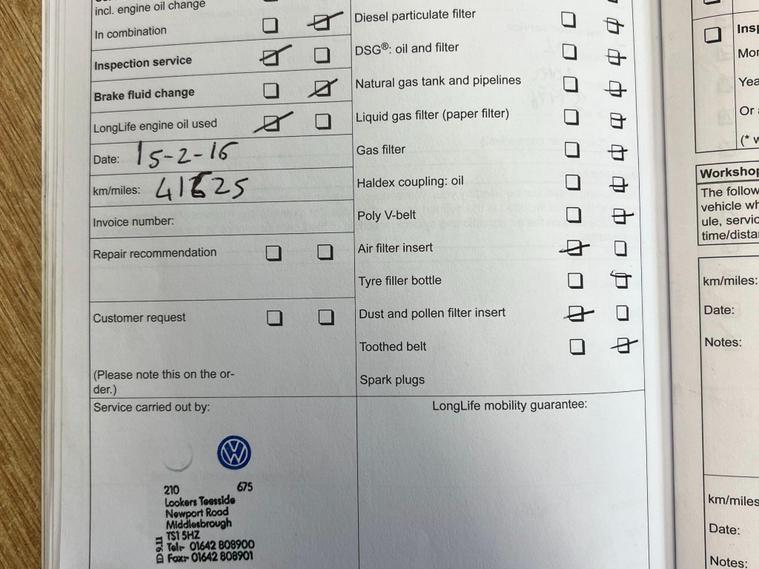 incl. engine oil change
In combination
Inspection service
Brake fluid change
LongLife engine oil used
Date: 15-2-16
km/miles: 41625
Invoice number:
Repair recommendation
Customer request
(Please note this on the or-
der.)
Service carried out by:
210 675
Lookers Teesside
Newport Road
Middlesbrough
TS1 5HZ
Tel:- 01642 808900
Fax:- 01642 808901
Diesel particulate filter
DSG®: oil and filter
Natural gas tank and pipelines
Liquid gas filter (paper filter)
Gas filter
Haldex coupling: oil
Poly V-belt
Air filter insert
Tyre filler bottle
Dust and pollen filter insert
Toothed belt
Spark plugs
LongLife mobility guarantee:
Or
(*
Workshop
The follow
vehicle wh
ule, servic
time/dista
km/miles:
Date:
Notes:
km/miles
Date:
Notes: